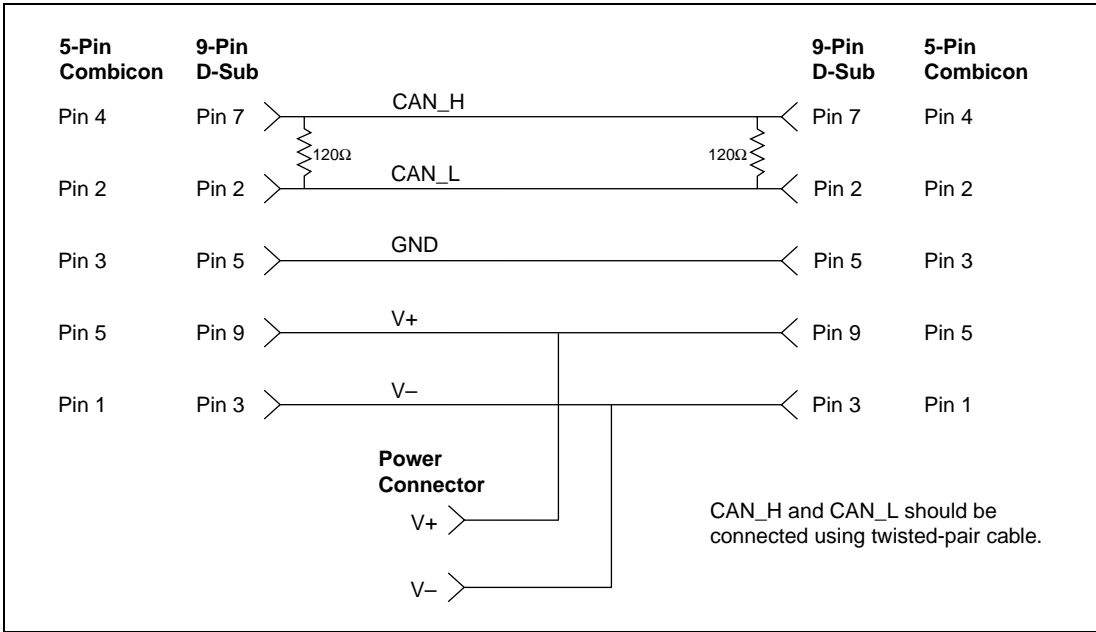 5-Pin Combicon
9-Pin D-Sub
9-Pin D-Sub
5-Pin Combicon
Pin 4 Pin 7 CAN_H Pin 7 Pin 4
120Ω 120Ω
Pin 2 Pin 2 CAN_L Pin 2 Pin 2
Pin 3 Pin 5 GND Pin 5 Pin 3
Pin 5 Pin 9 V+ Pin 9 Pin 5
Pin 1 Pin 3 V– Pin 3 Pin 1
Power
Connector
V+
V–
CAN_H and CAN_L should be
connected using twisted-pair cable.